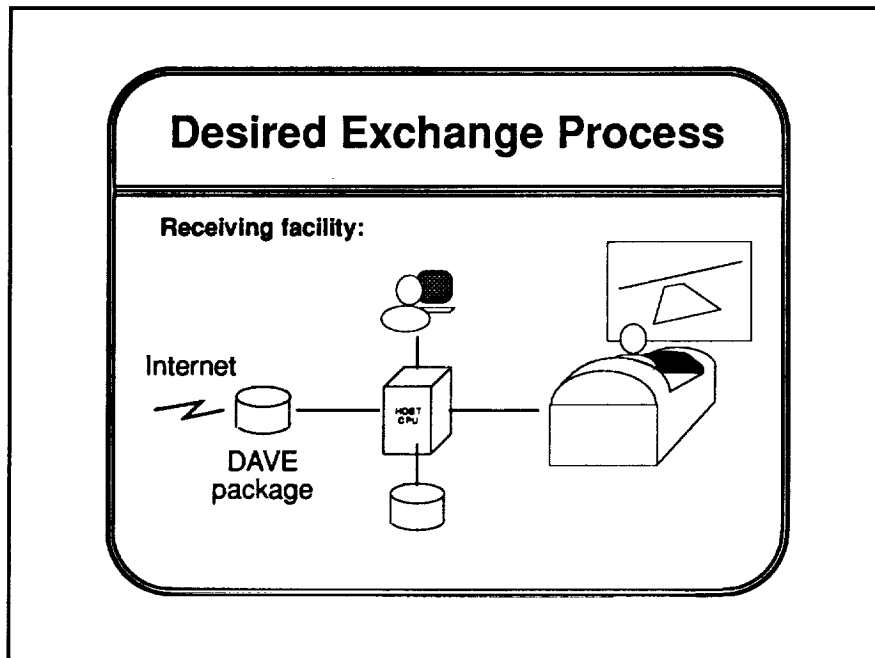 Desired Exchange Process
Receiving facility:
Internet
HOST
CPU
DAVE
package